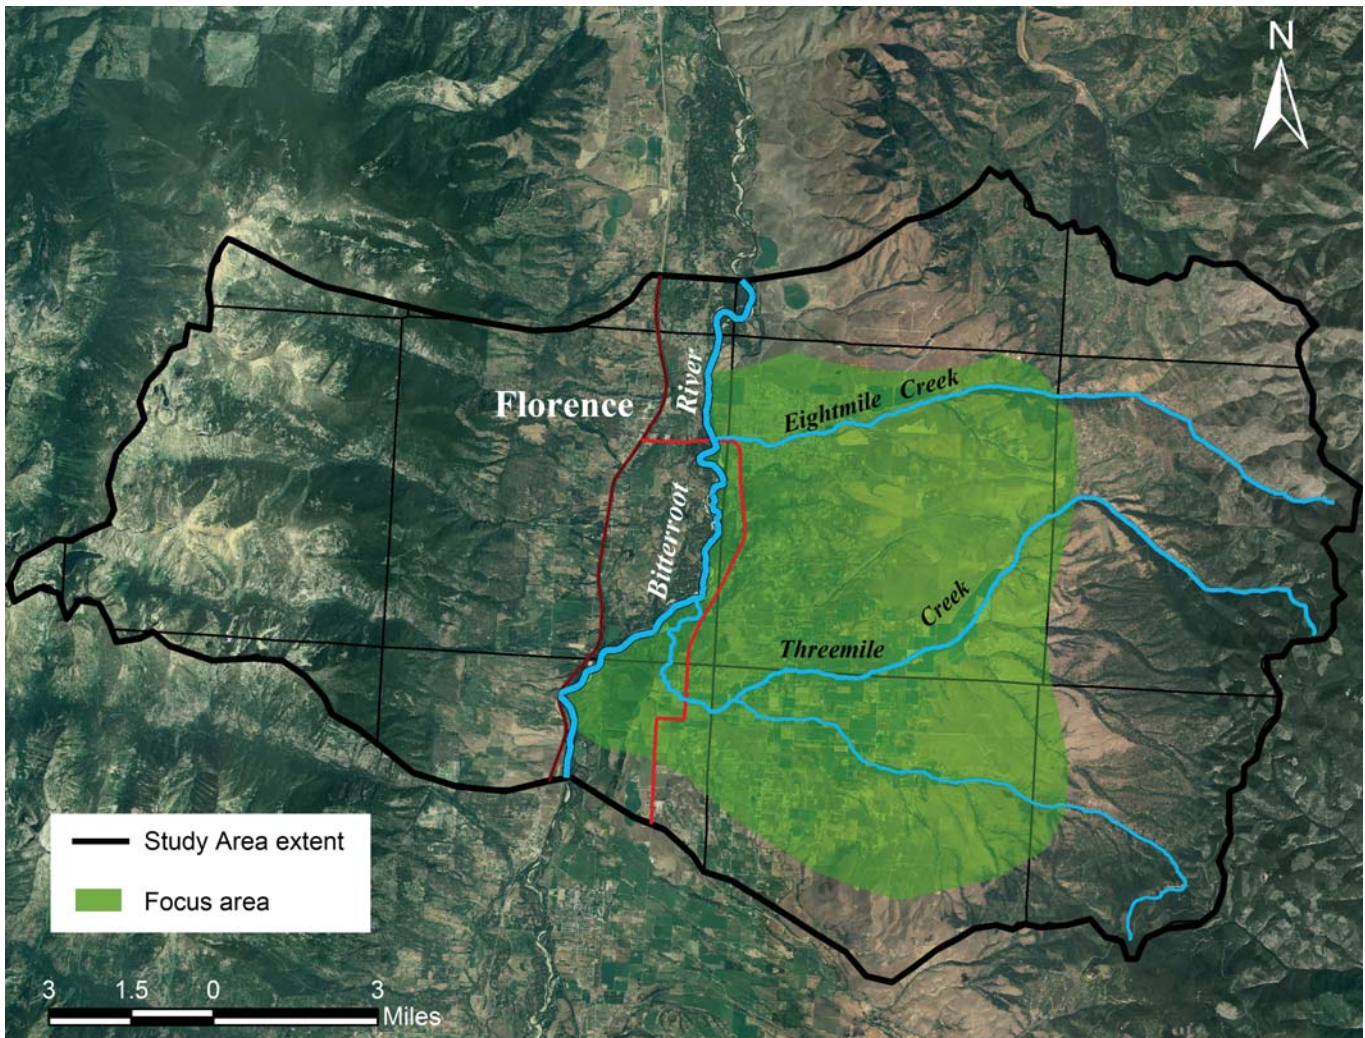 N
Florence
River
Eightmile Creek
Bitterroot
Creek
Threemile
Study Area extent
Focus area
3 1.5 0 3
Miles